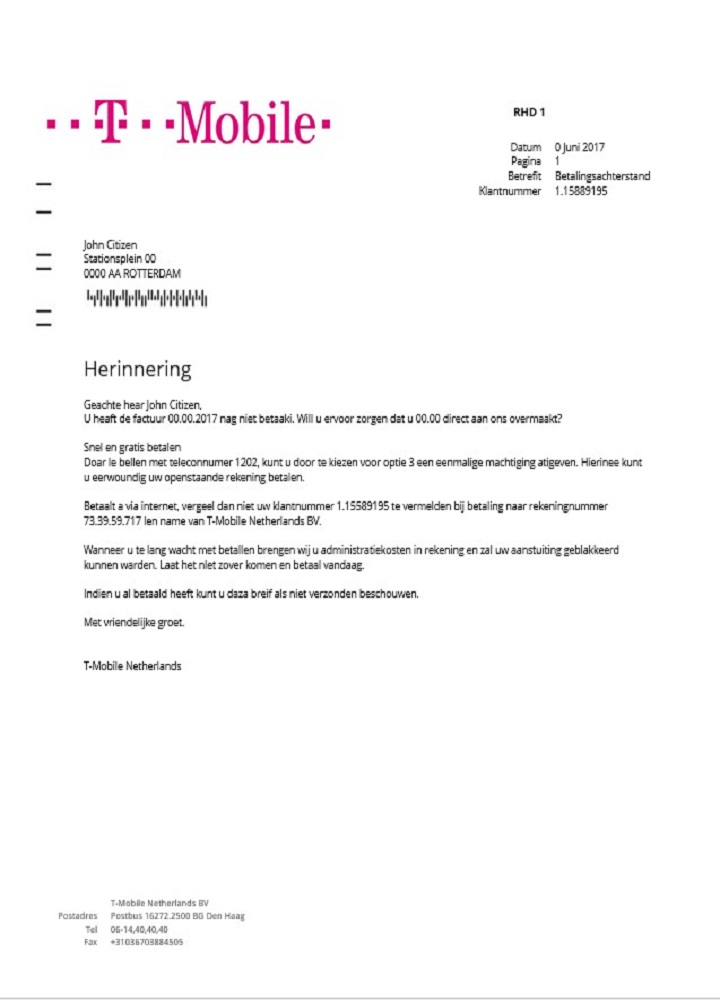 T··Mobile·
RHD 1
Datum 0 Juni 2017
Pagina 1
Betrefit Betalingsachterstand
Klantnummer 1.15889195
John Citizen
Stationsplein 00
0000 AA ROTTERDAM
Herinnering
Geachte hear John Citizen,
U heaft de factuur 00.00.2017 nag niet betaaki. Will u ervoor zorgen dat u 00.00 direct aan ons overmaakt?
Snel en gratis betalen
Doar le bellen met teleconnumer 1202, kunt u door te kiezen voor optie 3 een eenmalige machtiging atigeven. Hierinee kunt
u eerwoundig uw openstaande rekening betalen.
Betaalt a via internet, vergeel dan niet uw klantnummer 1.15589195 te vermelden bij betaling naar rekeningnummer
73.39.59.717 len name van T-Mobile Netherlands BV.
Wanneer u te lang wacht met betallen brengen wij u administratiekosten in rekening en zal uw aanstuiting geblakkeerd
kunnen warden. Laat het niet zover komen en betaal vandaag.
Indien u al betaald heeft kunt u daza breif als niet verzonden beschouwen.
Met vriendelijke groet.
T-Mobile Netherlands
T-Mobile Netherlands BV
Postadres Postbus 16272.2500 BG Den Haag
Tel 06-14,40,40,40
Fax +31036703884505